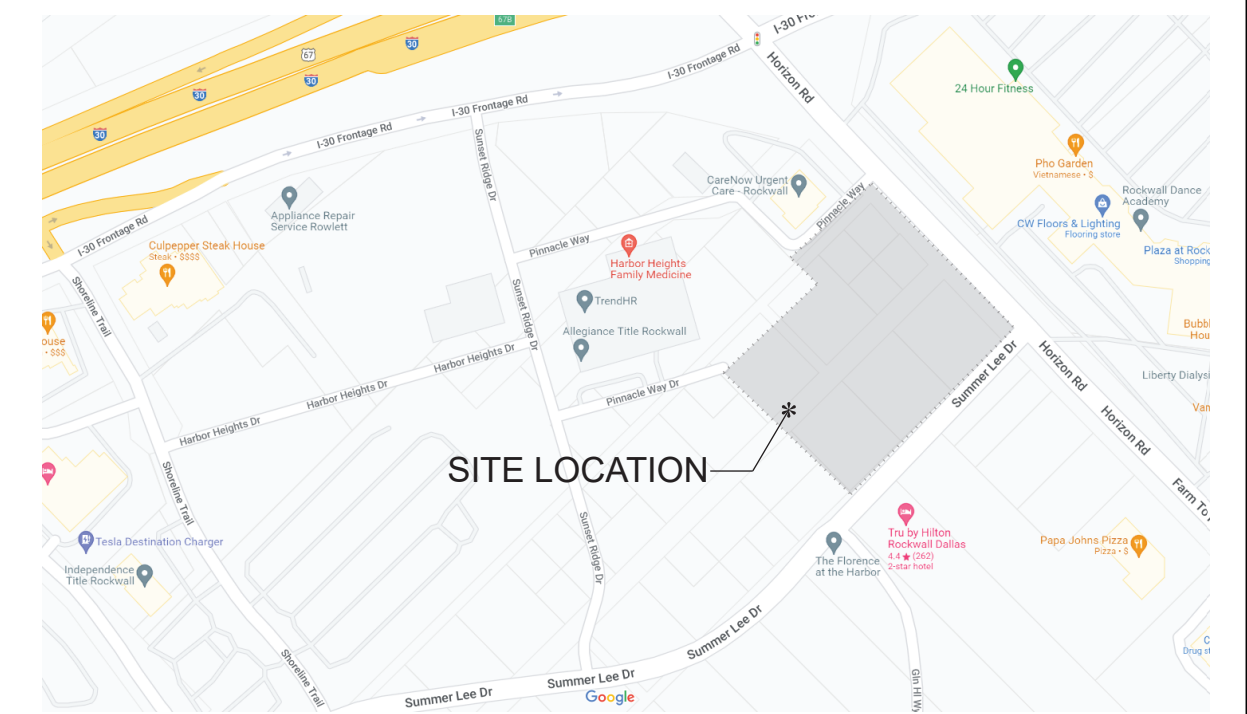 67B
I-30 Fro
30
67
30
30
30
I-30 Frontage Rd
I-30 Frontage Rd
I-30 Frontage Rd
I-30 Frontage Rd
Horizon Rd
24 Hour Fitness
Pho Garden
Vietnamese • $
Rockwall Dance
Academy
CW Floors & Lighting
Flooring store
Plaza at Rock
Shopping
Sunset Ridge Dr
CareNow Urgent
Care - Rockwall
Pinnacle Way
Appliance Repair
Service Rowlett
Culpepper Steak House
Steak • $$$$
Pinnacle Way
Harbor Heights
Family Medicine
Shoreline Trail
Sunset Ridge Dr
TrendHR
Allegiance Title Rockwall
ouse
• $$$
Bubbl
Hou
Harbor Heights Dr
Harbor Heights Dr
Harbor Heights Dr
Pinnacle Way Dr
Summer Lee Dr
Horizon Rd
Liberty Dialysi
Van
Horizon Rd
*
SITE LOCATION
Shoreline Trail
Farm To
Sunset Ridge Dr
Tru by Hilton
Rockwall Dallas
4.4 ★ (262)
2-star hotel
Tesla Destination Charger
Independence
Title Rockwall
The Florence
at the Harbor
Papa Johns Pizza
Pizza • $
Summer Lee Dr
C
Drug st
Shoreline Trail
Summer Lee Dr
Summer Lee Dr
Gln Hl Wy
Google